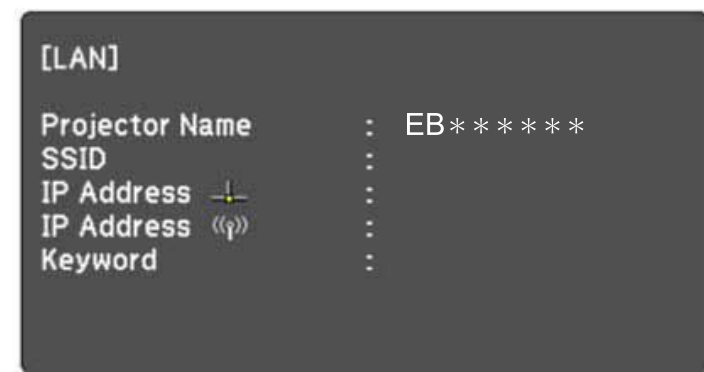 [LAN]
Projector Name : EB******
SSID :
IP Address :
IP Address :
Keyword :